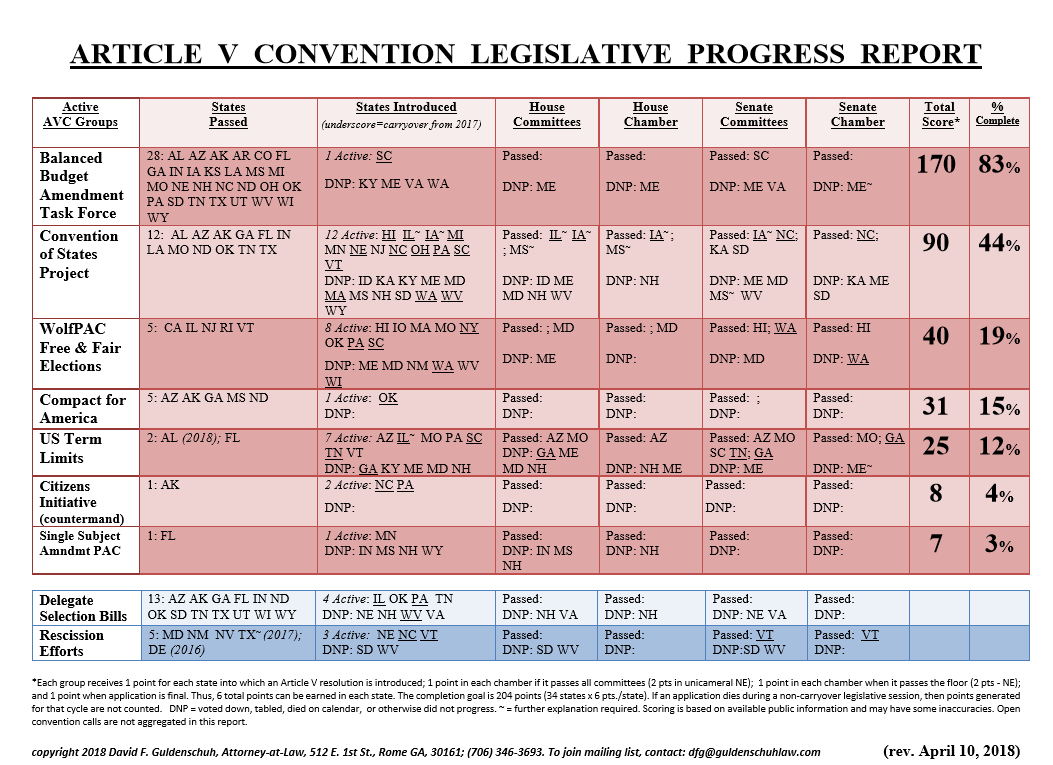 ARTICLE V CONVENTION LEGISLATIVE PROGRESS REPORT
Active
AVC Groups
States
Passed
States Introduced
(underscore=carryover from 2017)
House
Committees
House
Chamber
Senate
Committees
Senate
Chamber
Total
Score*
%
Complete
Balanced
Budget
Amendment
Task Force
28: AL AZ AK AR CO FL
GA IN IA KS LA MS MI
MO NE NH NC ND OH OK
PA SD TN TX UT WV WI
WY
1 Active: SC
DNP: KY ME VA WA
Passed:
DNP: ME
Passed:
DNP: ME
Passed: SC
DNP: ME VA
Passed:
DNP: ME~
170
83%
Convention
of States
Project
12: AL AZ AK GA FL IN
LA MO ND OK TN TX
12 Active: HI IL~ IA~ MI
MN NE NJ NC OH PA SC
VT
DNP: ID KA KY ME MD
MA MS NH SD WA WV
WY
Passed: IL~ IA~
; MS~
DNP: ID ME
MD NH WV
Passed: IA~;
MS~
DNP: NH
Passed: IA~ NC;
KA SD
DNP: ME MD
MS~ WV
Passed: NC;
DNP: KA ME
SD
90
44%
WolfPAC
Free & Fair
Elections
5: CA IL NJ RI VT
8 Active: HI IO MA MO NY
OK PA SC
DNP: ME MD NM WA WV
WI
Passed: ; MD
DNP: ME
Passed: ; MD
DNP:
Passed: HI; WA
DNP: MD
Passed: HI
DNP: WA
40
19%
Compact for
America
5: AZ AK GA MS ND
1 Active: OK
DNP:
Passed:
DNP:
Passed:
DNP:
Passed: ;
DNP:
Passed:
DNP:
31
15%
US Term
Limits
2: AL (2018); FL
7 Active: AZ IL~ MO PA SC
TN VT
DNP: GA KY ME MD NH
Passed: AZ MO
DNP: GA ME
MD NH
Passed: AZ
DNP: NH ME
Passed: AZ MO
SC TN; GA
DNP: ME
Passed: MO; GA
DNP: ME~
25
12%
Citizens
Initiative
(countermand)
1: AK
2 Active: NC PA
DNP:
Passed:
DNP:
Passed:
DNP:
Passed:
DNP:
Passed:
DNP:
8
4%
Single Subject
Amndmt PAC
1: FL
1 Active: MN
DNP: IN MS NH WY
Passed:
DNP: IN MS
NH
Passed:
DNP: NH
Passed:
DNP:
Passed:
DNP:
7
3%
Delegate
Selection Bills
13: AZ AK GA FL IN ND
OK SD TN TX UT WI WY
4 Active: IL OK PA TN
DNP: NE NH WV VA
Passed:
DNP: NH VA
Passed:
DNP: NH
Passed:
DNP: NE VA
Passed:
DNP:
Rescission
Efforts
5: MD NM NV TX~ (2017);
DE (2016)
3 Active: NE NC VT
DNP: SD WV
Passed:
DNP: SD WV
Passed:
DNP:
Passed: VT
DNP:SD WV
Passed: VT
DNP:
*Each group receives 1 point for each state into which an Article V resolution is introduced; 1 point in each chamber if it passes all committees (2 pts in unicameral NE); 1 point in each chamber when it passes the floor (2 pts - NE);
and 1 point when application is final. Thus, 6 total points can be earned in each state. The completion goal is 204 points (34 states x 6 pts./state). If an application dies during a non-carryover legislative session, then points generated
for that cycle are not counted. DNP = voted down, tabled, died on calendar, or otherwise did not progress. ~ = further explanation required. Scoring is based on available public information and may have some inaccuracies. Open
convention calls are not aggregated in this report.
copyright 2018 David F. Guldenschuh, Attorney-at-Law, 512 E. 1st St., Rome GA, 30161; (706) 346-3693. To join mailing list, contact: dfg@guldenschuhlaw.com
(rev. April 10, 2018)